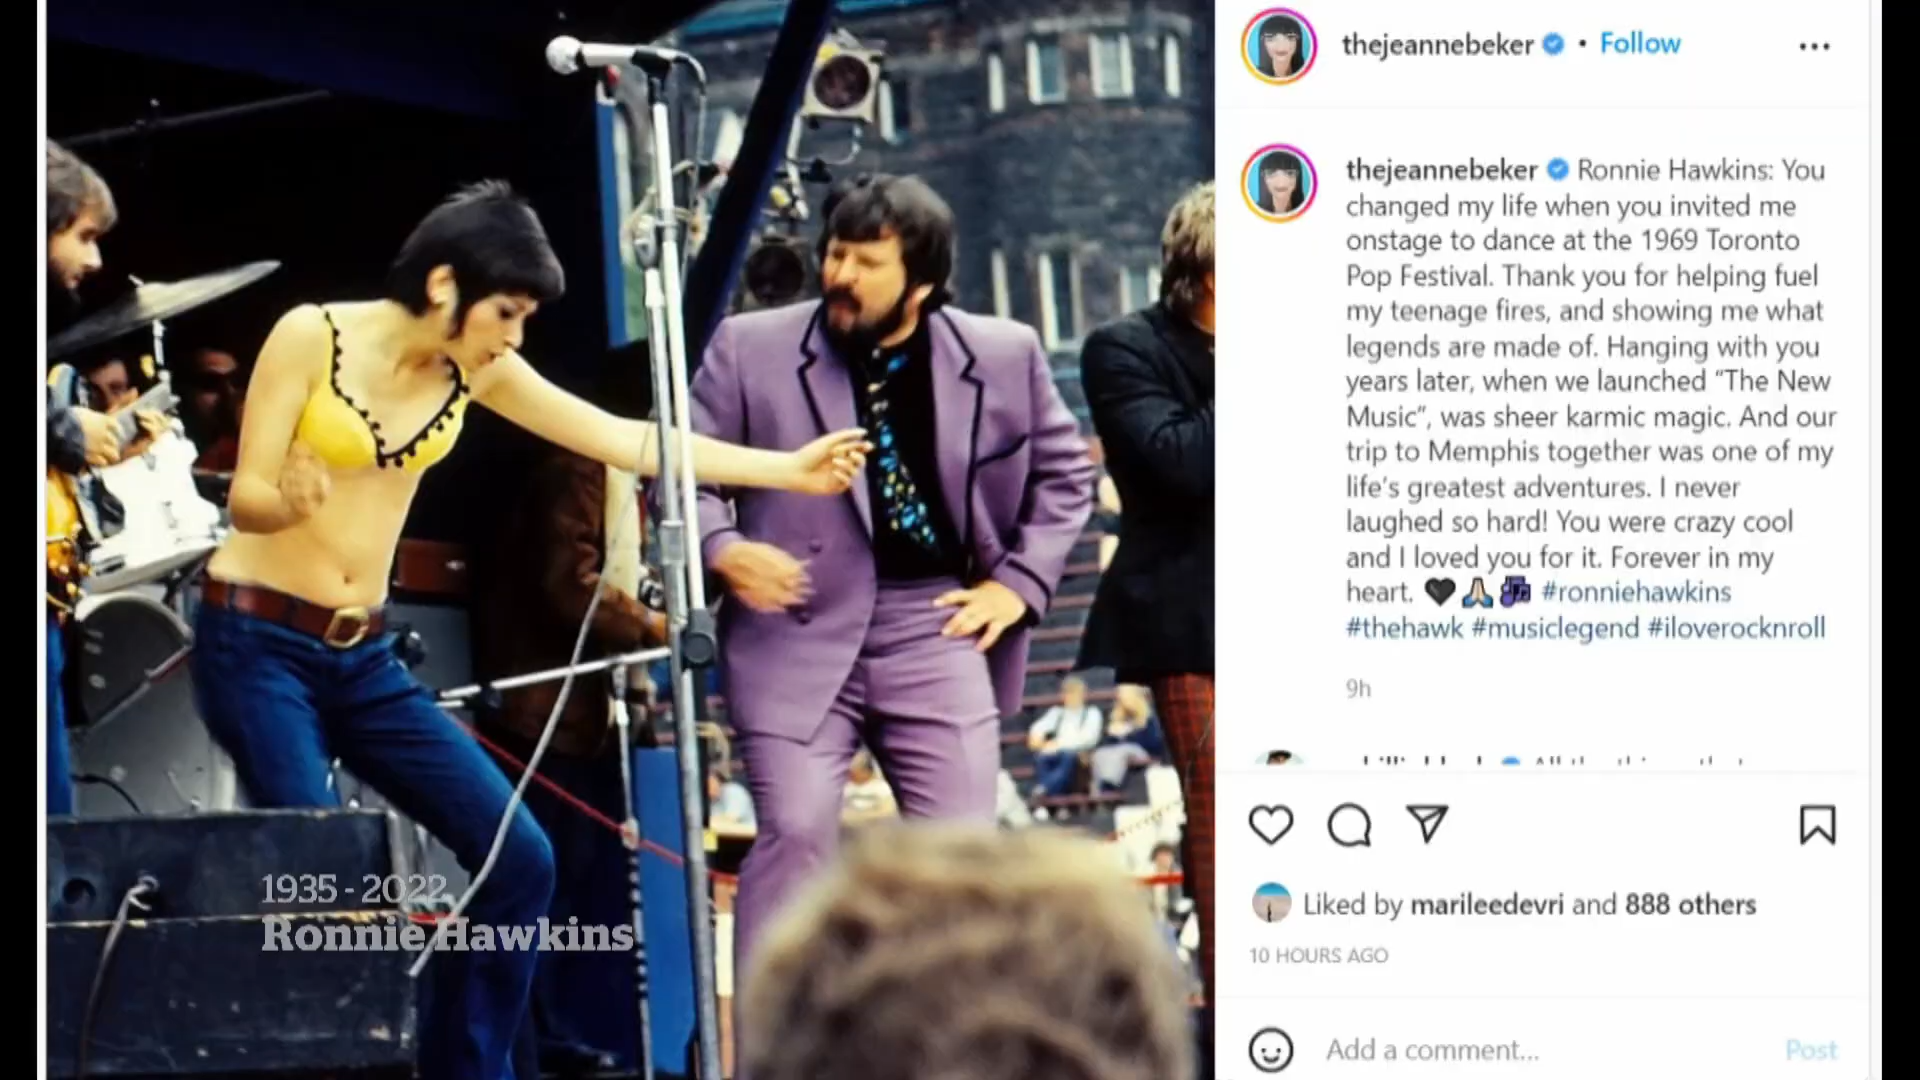 thejeannebeker • Follow
thejeannebeker Ronnie Hawkins: You
changed my life when you invited me
onstage to dance at the 1969 Toronto
Pop Festival. Thank you for helping fuel
my teenage fires, and showing me what
legends are made of. Hanging with you
years later, when we launched “The New
Music”, was sheer karmic magic. And our
trip to Memphis together was one of my
life's greatest adventures. I never
laughed so hard! You were crazy cool
and I loved you for it. Forever in my
heart. 🖤🙏🏼🎶 #ronniehawkins
#thehawk #musiclegend #iloverocknroll
9h
Liked by marileedevri and 888 others
10 HOURS AGO
Add a comment... Post
1935 - 2022
Ronnie Hawkins